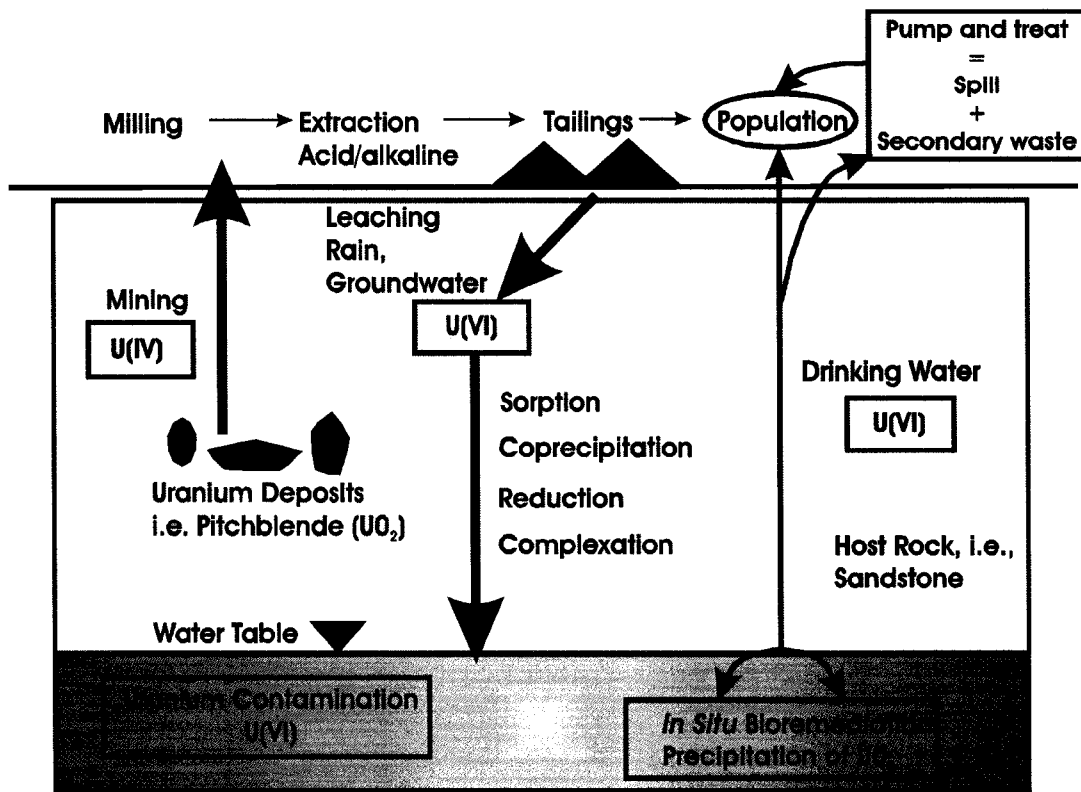 Pump and treat
=
Spill
+
Secondary waste
Milling
Extraction
Acid/alkaline
Tailings
Population
Leaching
Rain,
Groundwater
Mining
U(IV)
U(VI)
Drinking Water
U(VI)
Sorption
Coprecipitation
Reduction
Complexation
Uranium Deposits
i.e. Pitchblende (UO₂)
Host Rock, i.e.,
Sandstone
Water Table
Contamination
U(VI)
In Situ
Precipitation of